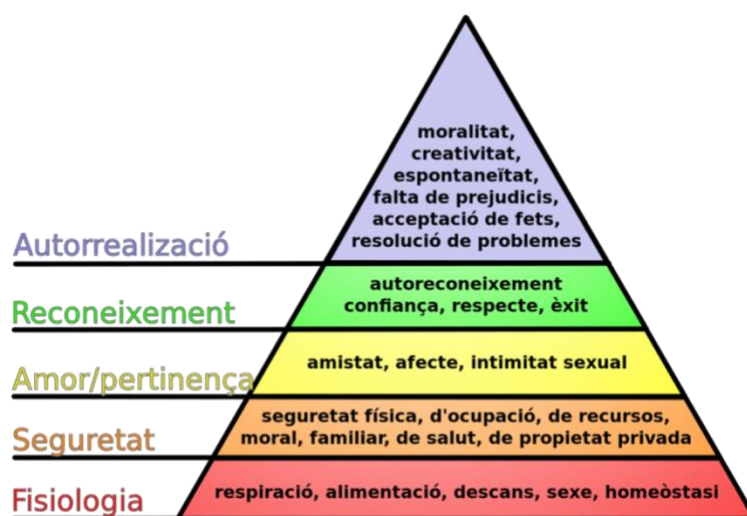 moralitat,
creativitat,
espontaneïtat,
falta de prejudicis,
acceptació de fets,
resolució de problemes
Autorrealizació
autoreconeixement
confiança, respecte, èxit
Reconeixement
amistat, afecte, intimitat sexual
Amor/pertinença
seguretat física, d'ocupació, de recursos,
moral, familiar, de salut, de propietat privada
Seguretat
respiració, alimentació, descans, sexe, homeòstasi
Fisiologia